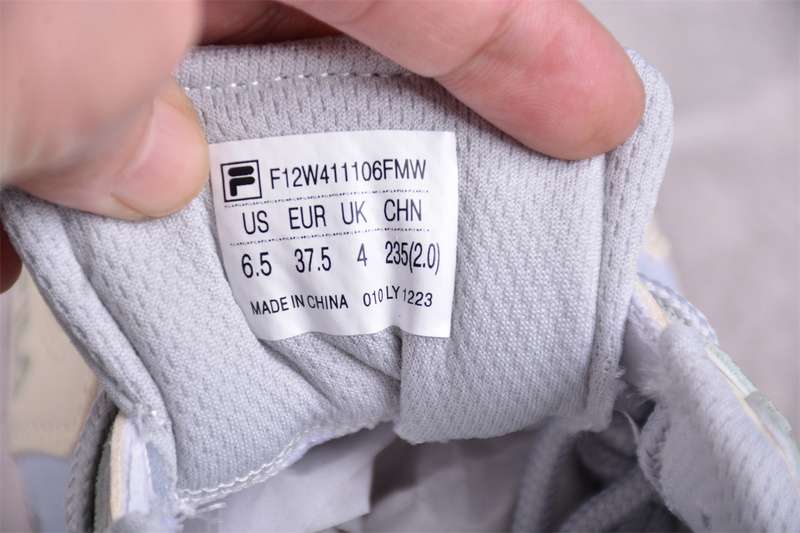 F F12W411106FMW
US EUR UK CHN
6.5 37.5 4 235(2.0)
MADE IN CHINA 010 LY 1223